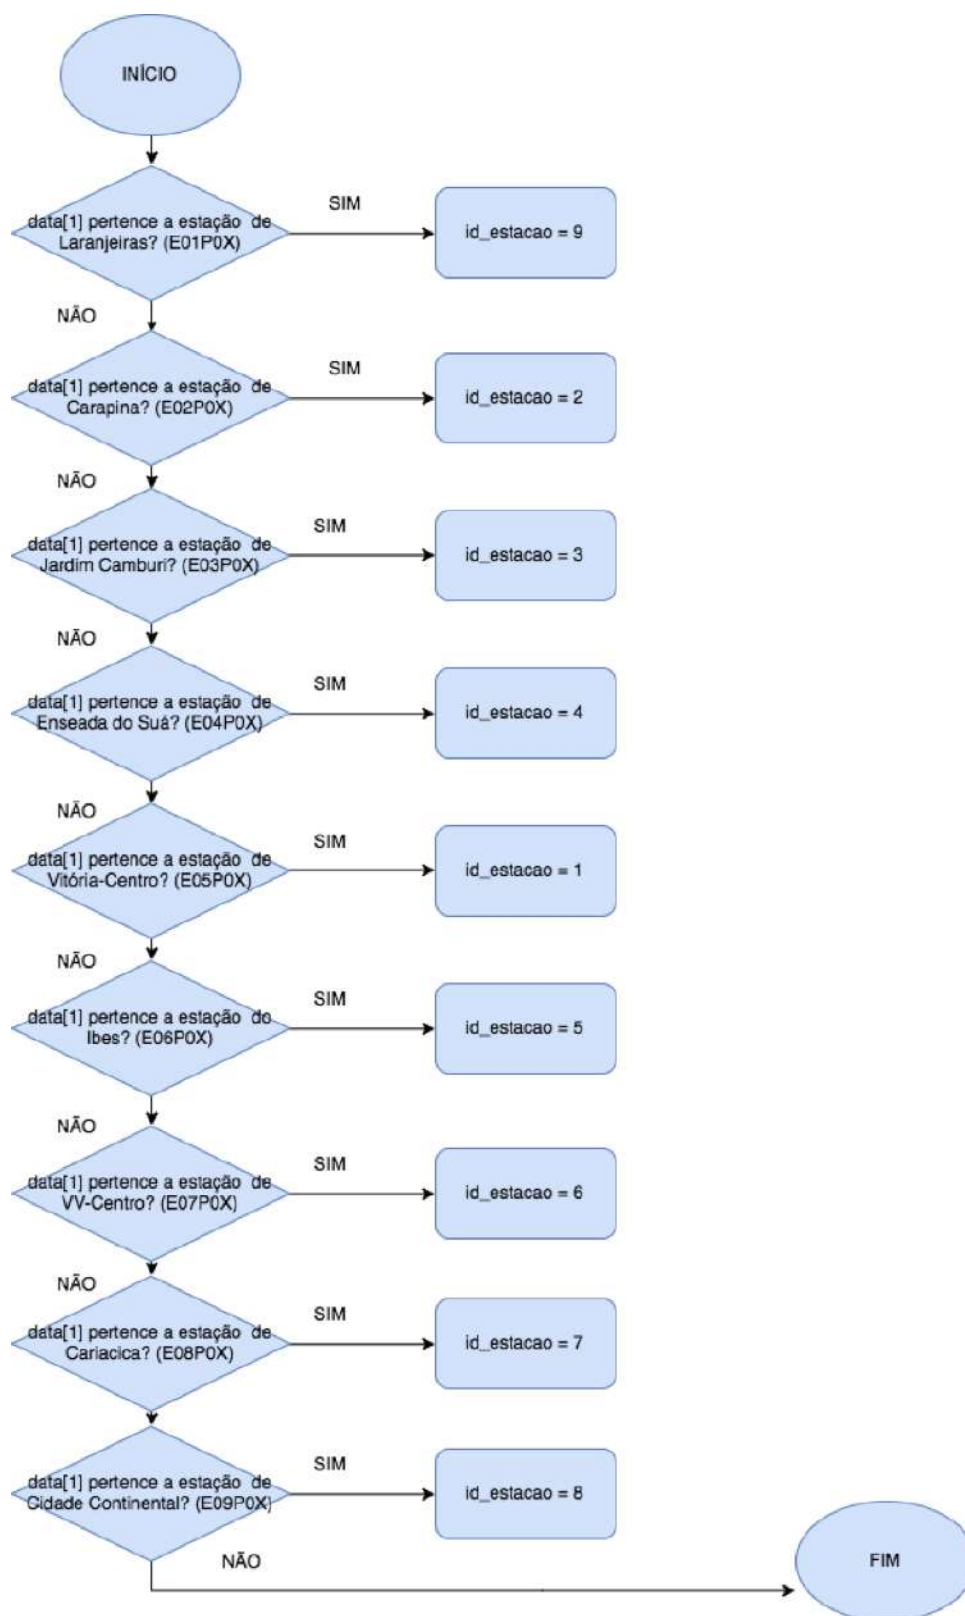 INÍCIO
data[1] pertence a estação de
Laranjeiras? (E01P0X)
SIM
id_estacao = 9
NÃO
data[1] pertence a estação de
Carapina? (E02P0X)
SIM
id_estacao = 2
NÃO
data[1] pertence a estação de
Jardim Camburi? (E03P0X)
SIM
id_estacao = 3
NÃO
data[1] pertence a estação de
Enseada do Suá? (E04P0X)
SIM
id_estacao = 4
NÃO
data[1] pertence a estação de
Vitória-Centro? (E05P0X)
SIM
id_estacao = 1
NÃO
data[1] pertence a estação do
Ibes? (E06P0X)
SIM
id_estacao = 5
NÃO
data[1] pertence a estação de
VV-Centro? (E07P0X)
SIM
id_estacao = 6
NÃO
data[1] pertence a estação de
Cariacica? (E08P0X)
SIM
id_estacao = 7
data[1] pertence a estação de
Cidade Continental? (E09P0X)
SIM
id_estacao = 8
NÃO
FIM